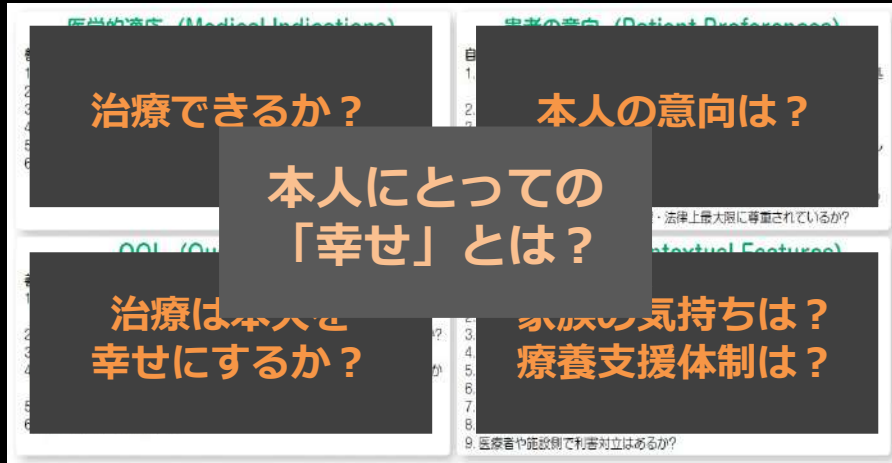 治療できるか？
本人の意向は？
本人にとっての
「幸せ」とは？
・法律上最大限に尊重されているか?
治療は本人を
幸せにするか？
家族の気持ちは？
療養支援体制は？
9. 医療者や施設側で利害対立はあるか?